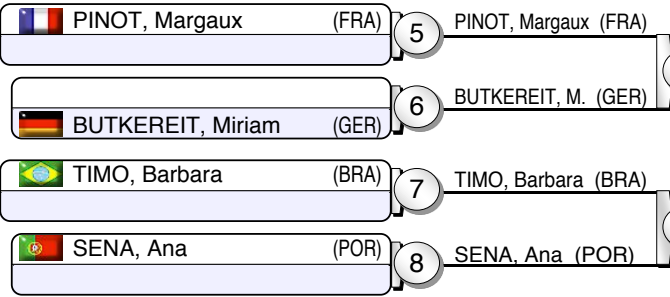 PINOT, Margaux (FRA) 5 PINOT, Margaux (FRA)
6 BUTKEREIT, M. (GER)
BUTKEREIT, Miriam (GER)
TIMO, Barbara (BRA) 7 TIMO, Barbara (BRA)
SENA, Ana (POR) 8 SENA, Ana (POR)